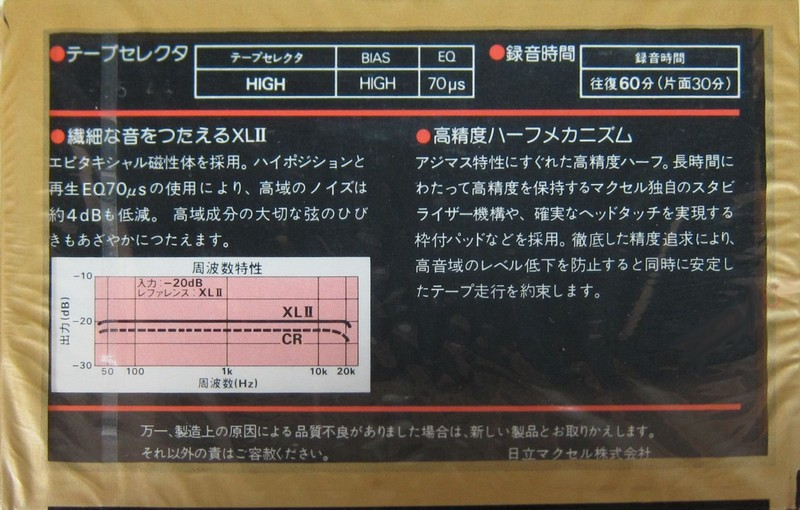 ●テープセレクタ
テープセレクタ BIAS EQ
HIGH HIGH 70μs
●録音時間
録音時間
往復60分(片面30分)
●繊細な音をつたえるXLⅡ
エピタキシャル磁性体を採用。ハイポジションと
再生EQ70μsの使用により、高域のノイズは
約4dBも低減。高域成分の大切な弦のひび
きもあざやかにつたえます。
周波数特性
入力:-20dB
レファレンス:XLⅡ
出力(dB)
-10
-20
-30
XLⅡ
CR
50 100 1k 10k 20k
周波数(Hz)
●高精度ハーフメカニズム
アジマス特性にすぐれた高精度ハーフ。長時間に
わたって高精度を保持するマクセル独自のスタビ
ライザー機構や、確実なヘッドタッチを実現する
枠付パッドなどを採用。徹底した精度追求により、
高音域のレベル低下を防止すると同時に安定し
たテープ走行を約束します。
万一、製造上の原因による品質不良がありました場合は、新しい製品とお取りかえします。
それ以外の責はご容赦ください。
日立マクセル株式会社